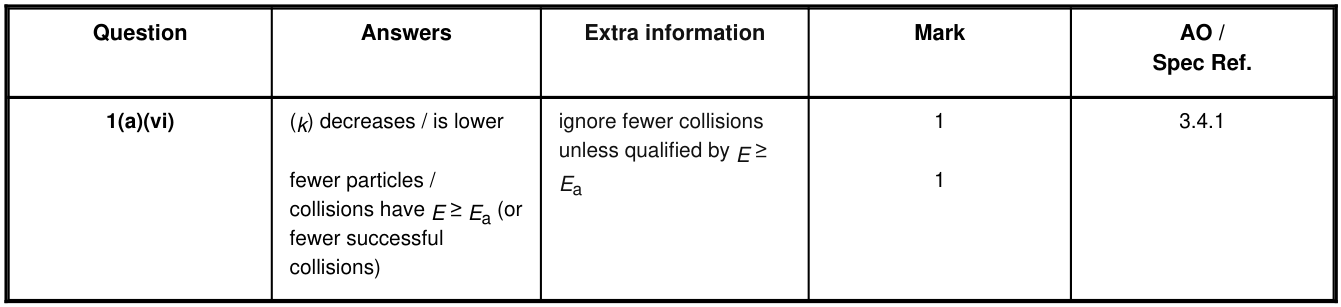 Question Answers Extra information Mark AO /
Spec Ref.
1(a)(vi) (k) decreases / is lower ignore fewer collisions 1 3.4.1
unless qualified by E ≥
fewer particles / Ea 1
collisions have E ≥ Ea (or
fewer successful
collisions)